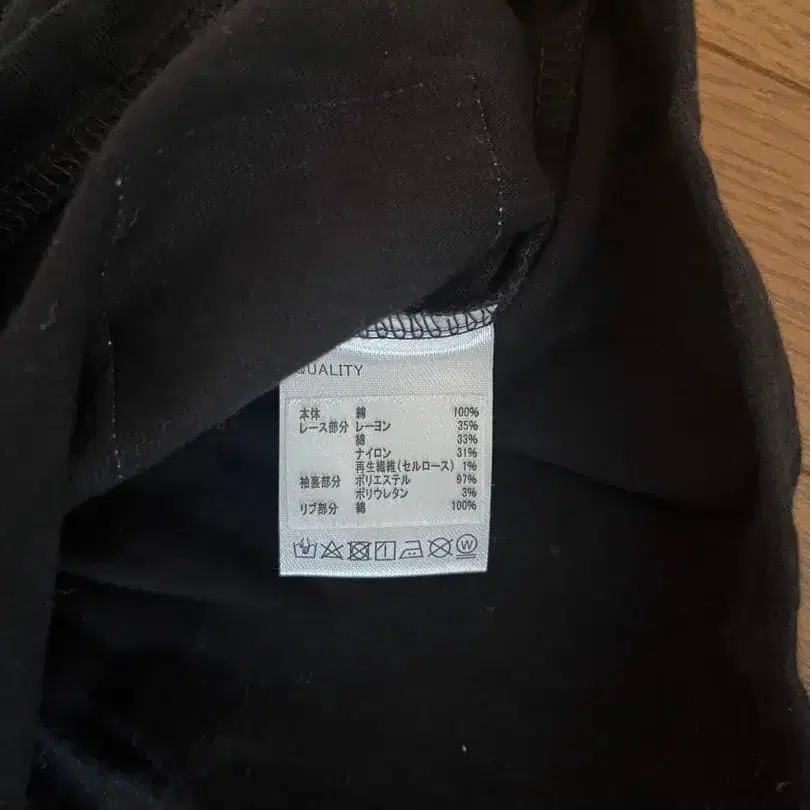 QUALITY
本体 綿 100%
レース部分 レーヨン 35%
綿 33%
ナイロン 31%
再生繊維(セルロース) 1%
袖裏部分 ポリエステル 97%
ポリウレタン 3%
リブ部分 綿 100%
W